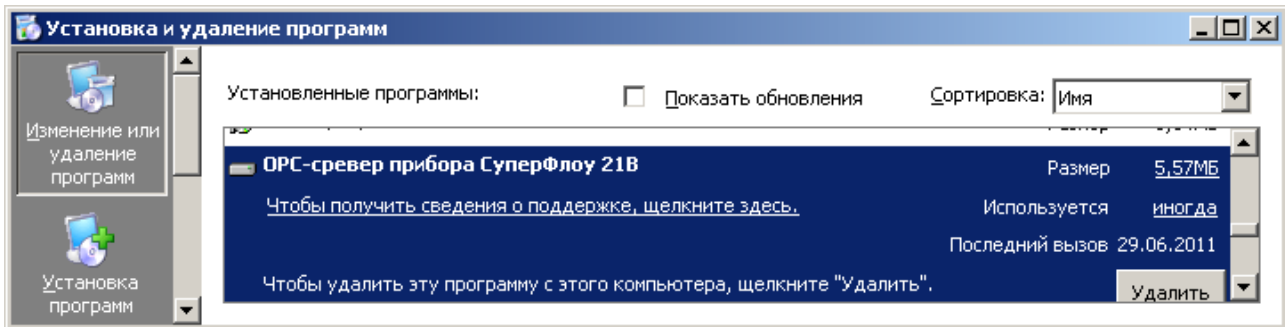 Установка и удаление программ
Изменение или
удаление
программ
Установка
программ
Установленные программы:
Показать обновления
Сортировка: Имя
OPC-сревер прибора СуперФлоу 21В
Размер 5,57МБ
Чтобы получить сведения о поддержке, щелкните здесь.
Используется иногда
Последний вызов 29.06.2011
Чтобы удалить эту программу с этого компьютера, щелкните "Удалить".
Удалить